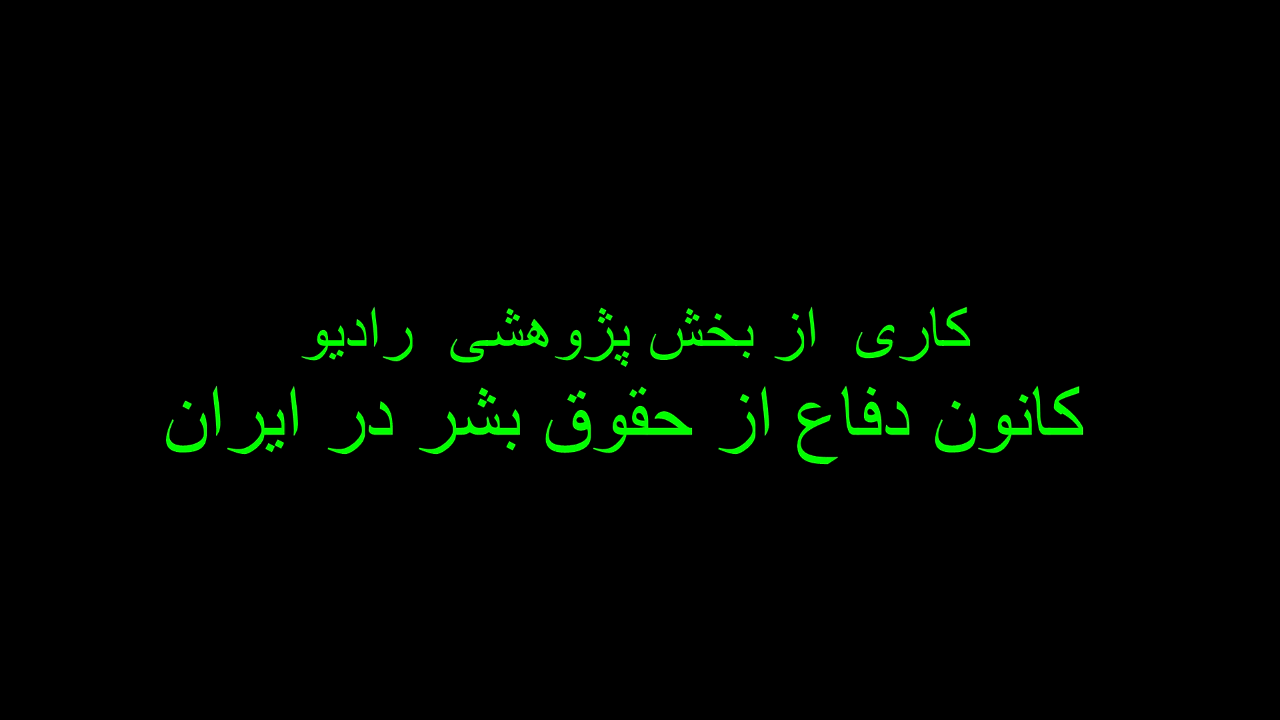 کاری از بخش پژوهشی رادیو
کانون دفاع از حقوق بشر در ایران